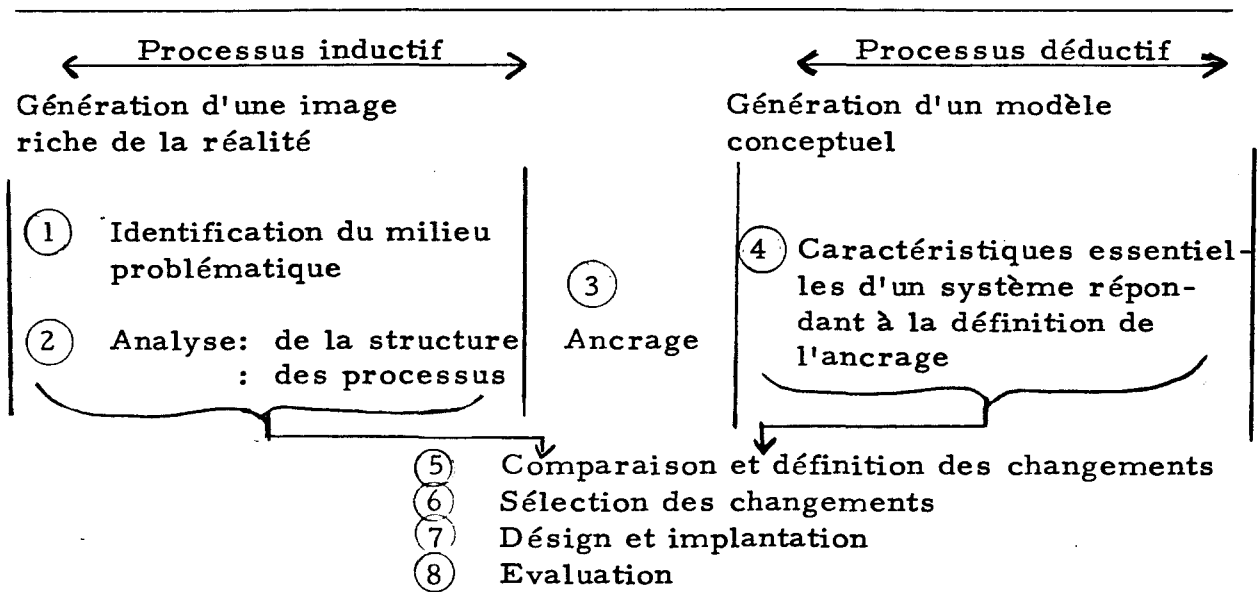 Processus inductif
Processus déductif
Génération d'une image
riche de la réalité
Génération d'un modèle
conceptuel
1 Identification du milieu
problématique
2 Analyse: de la structure
: des processus
3
Ancrage
4 Caractéristiques essentiel-
les d'un système répon-
dant à la définition de
l'ancrage
5 Comparaison et définition des changements
6 Sélection des changements
7 Désign et implantation
8 Evaluation